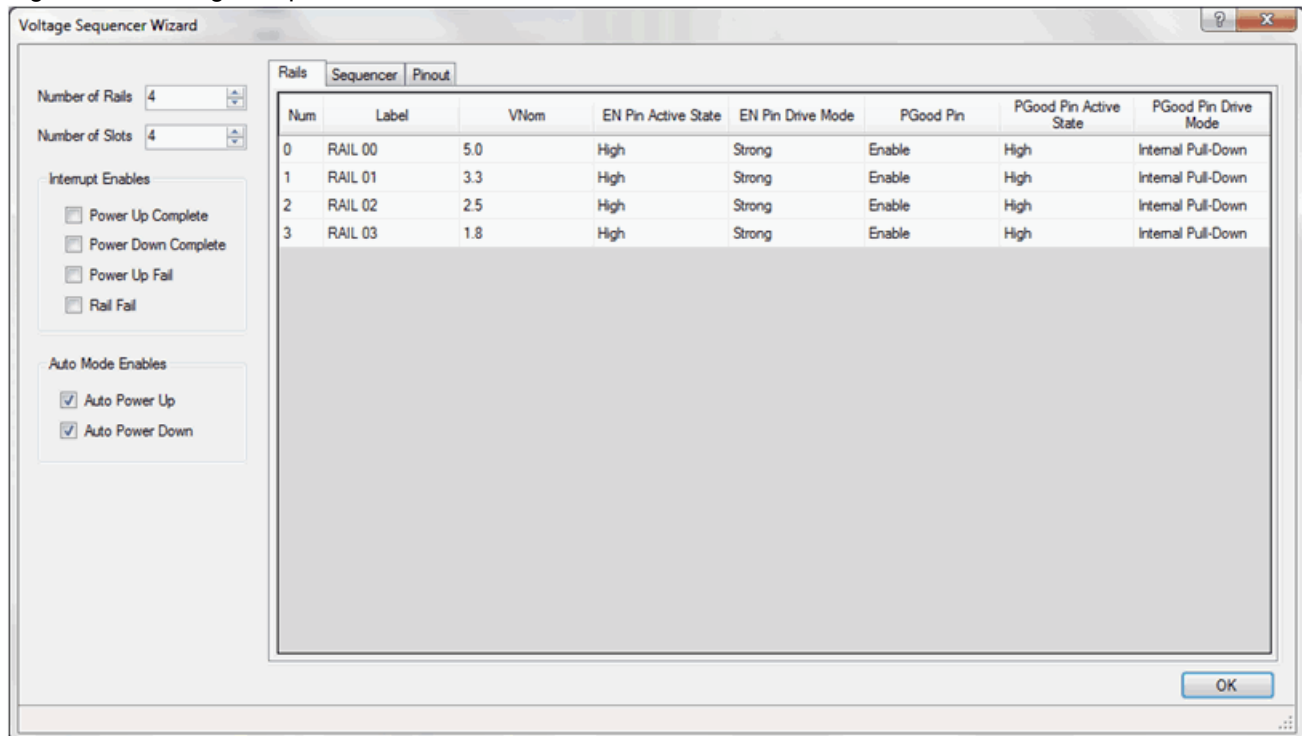 Voltage Sequencer Wizard
?
Number of Rails 4
Number of Slots 4
Interrupt Enables
Power Up Complete
Power Down Complete
Power Up Fail
Rail Fail
Auto Mode Enables
Auto Power Up
Auto Power Down
Rails Sequencer Pinout
Num Label VNom EN Pin Active State EN Pin Drive Mode PGood Pin PGood Pin Active State PGood Pin Drive Mode
0 RAIL 00 5.0 High Strong Enable High Internal Pull-Down
1 RAIL 01 3.3 High Strong Enable High Internal Pull-Down
2 RAIL 02 2.5 High Strong Enable High Internal Pull-Down
3 RAIL 03 1.8 High Strong Enable High Internal Pull-Down
OK